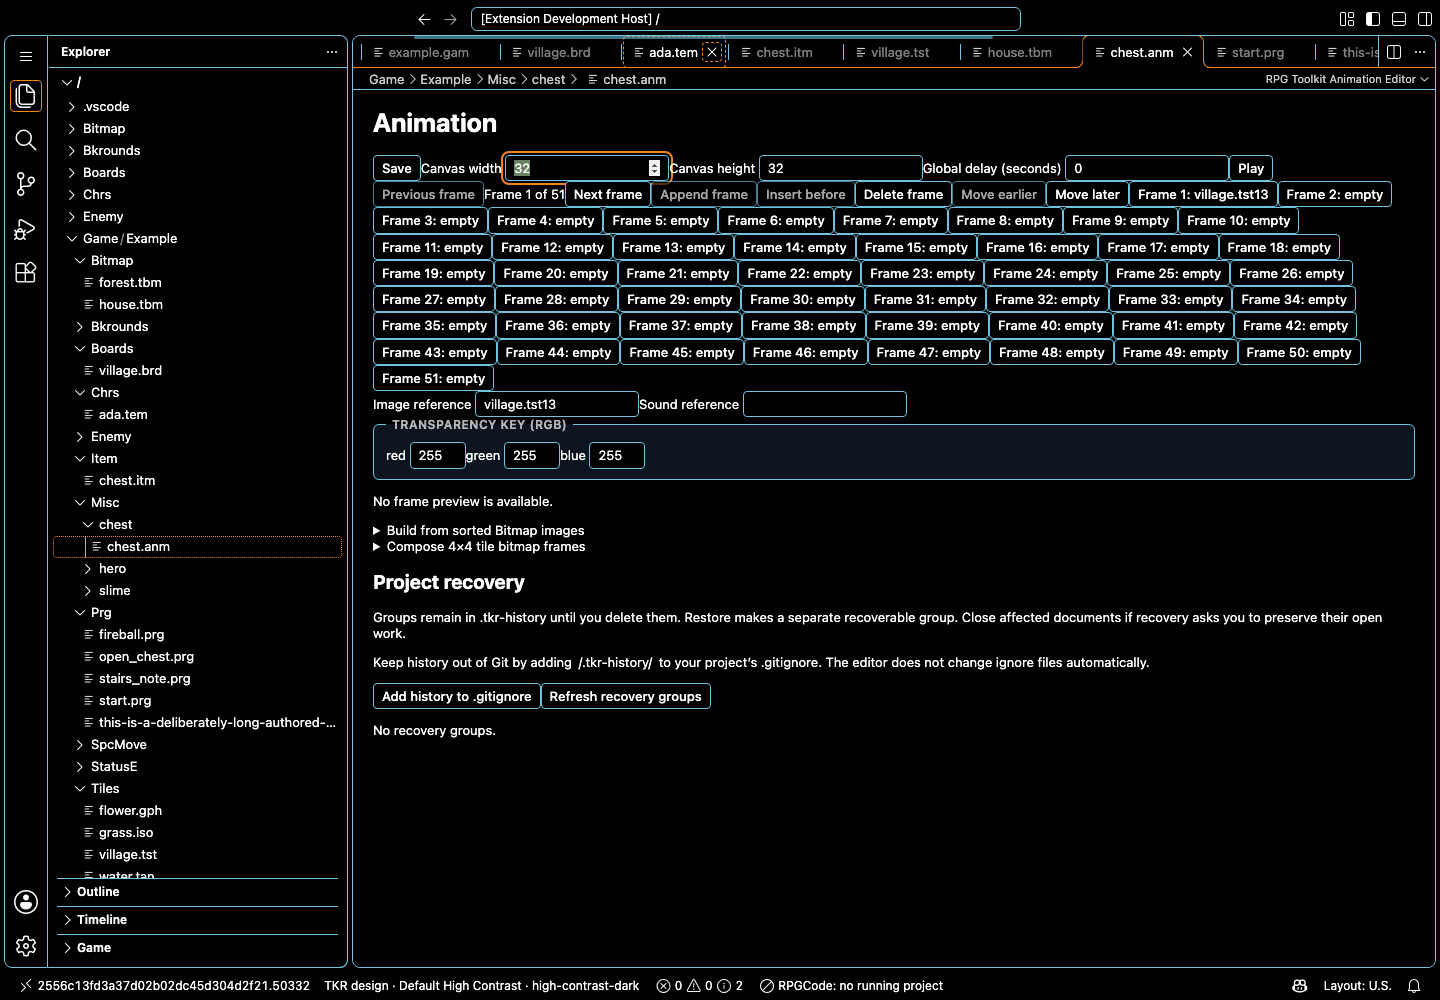 [Extension Development Host] /
Explorer
example.gam
village.brd
ada.tem
chest.itm
village.tst
house.tbm
chest.anm
start.prg
this-is
Game Example Misc chest chest.anm
RPG Toolkit Animation Editor
/
.vscode
Bitmap
Bkrounds
Boards
Chrs
Enemy
Game / Example
Bitmap
forest.tbm
house.tbm
Bkrounds
Boards
village.brd
Chrs
ada.tem
Enemy
Item
chest.itm
Misc
chest
chest.anm
hero
slime
Prg
fireball.prg
open_chest.prg
stairs_note.prg
start.prg
this-is-a-deliberately-long-authored-...
SpcMove
StatusE
Tiles
flower.gph
grass.iso
village.tst
water.tan
Outline
Timeline
Game
Animation
Save Canvas width 32 Canvas height 32 Global delay (seconds) 0 Play
Previous frame Frame 1 of 51 Next frame Append frame Insert before Delete frame Move earlier Move later Frame 1: village.tst13 Frame 2: empty
Frame 3: empty Frame 4: empty Frame 5: empty Frame 6: empty Frame 7: empty Frame 8: empty Frame 9: empty Frame 10: empty
Frame 11: empty Frame 12: empty Frame 13: empty Frame 14: empty Frame 15: empty Frame 16: empty Frame 17: empty Frame 18: empty
Frame 19: empty Frame 20: empty Frame 21: empty Frame 22: empty Frame 23: empty Frame 24: empty Frame 25: empty Frame 26: empty
Frame 27: empty Frame 28: empty Frame 29: empty Frame 30: empty Frame 31: empty Frame 32: empty Frame 33: empty Frame 34: empty
Frame 35: empty Frame 36: empty Frame 37: empty Frame 38: empty Frame 39: empty Frame 40: empty Frame 41: empty Frame 42: empty
Frame 43: empty Frame 44: empty Frame 45: empty Frame 46: empty Frame 47: empty Frame 48: empty Frame 49: empty Frame 50: empty
Frame 51: empty
Image reference village.tst13 Sound reference
TRANSPARENCY KEY (RGB)
red 255 green 255 blue 255
No frame preview is available.
Build from sorted Bitmap images
Compose 4×4 tile bitmap frames
Project recovery
Groups remain in .tkr-history until you delete them. Restore makes a separate recoverable group. Close affected documents if recovery asks you to preserve their open
work.
Keep history out of Git by adding /.tkr-history/ to your project's .gitignore. The editor does not change ignore files automatically.
Add history to .gitignore Refresh recovery groups
No recovery groups.
2556c13fd3a37d02b02dc45d304d2f21.50332 TKR design · Default High Contrast · high-contrast-dark 0 0 2 RPGCode: no running project
Layout: U.S.